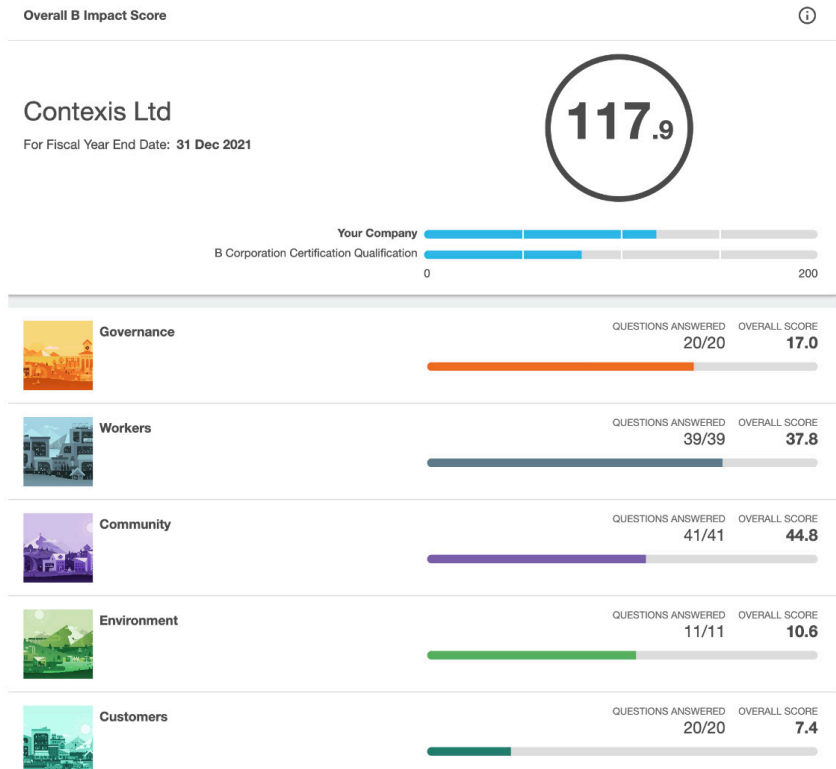 Overall B Impact Score
Contexis Ltd
117.9
For Fiscal Year End Date: 31 Dec 2021
Your Company
B Corporation Certification Qualification
0 200
Governance
QUESTIONS ANSWERED OVERALL SCORE
20/20 17.0
Workers
QUESTIONS ANSWERED OVERALL SCORE
39/39 37.8
Community
QUESTIONS ANSWERED OVERALL SCORE
41/41 44.8
Environment
QUESTIONS ANSWERED OVERALL SCORE
11/11 10.6
Customers
QUESTIONS ANSWERED OVERALL SCORE
20/20 7.4